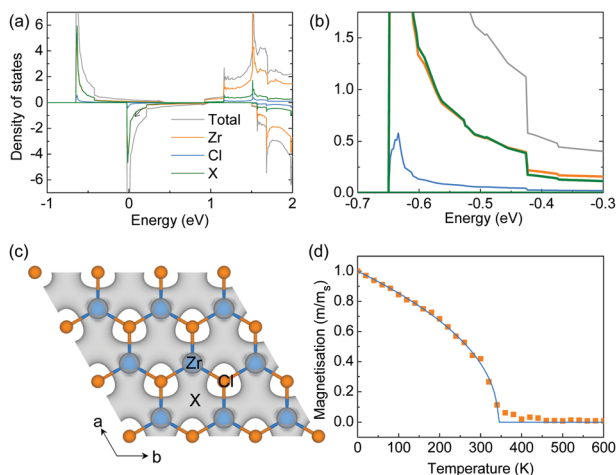 (a)
Density of states
6
4
2
0
-2
-4
-6
Total
Zr
Cl
X
-1
0
1
2
Energy (eV)
(b)
1.5
1.0
0.5
0.0
-0.7
-0.6
-0.5
-0.4
-0.3
Energy (eV)
(c)
Zr
Cl
X
a
b
(d)
Magnetisation (m/ms)
1.0
0.8
0.6
0.4
0.2
0.0
0
100
200
300
400
500
600
Temperature (K)